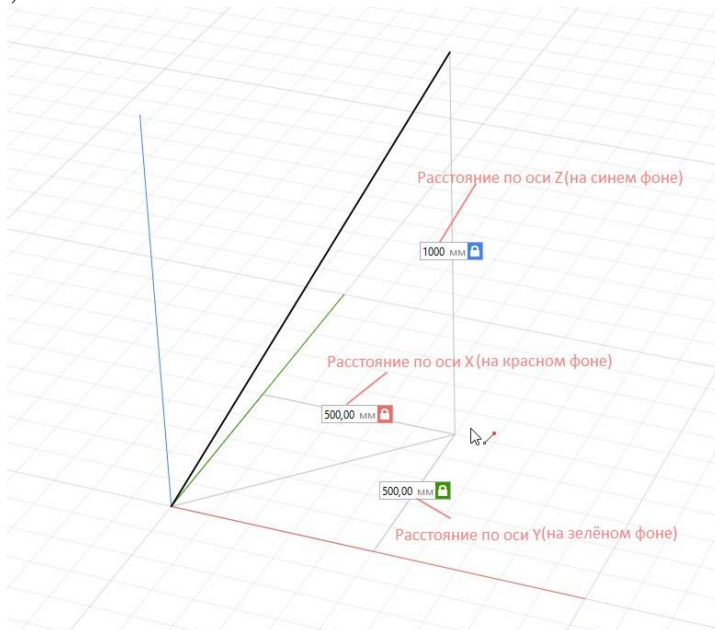 Расстояние по оси Z(на синем фоне)
1000 мм
Расстояние по оси X(на красном фоне)
500,00 мм
500,00 мм
Расстояние по оси Y(на зелёном фоне)